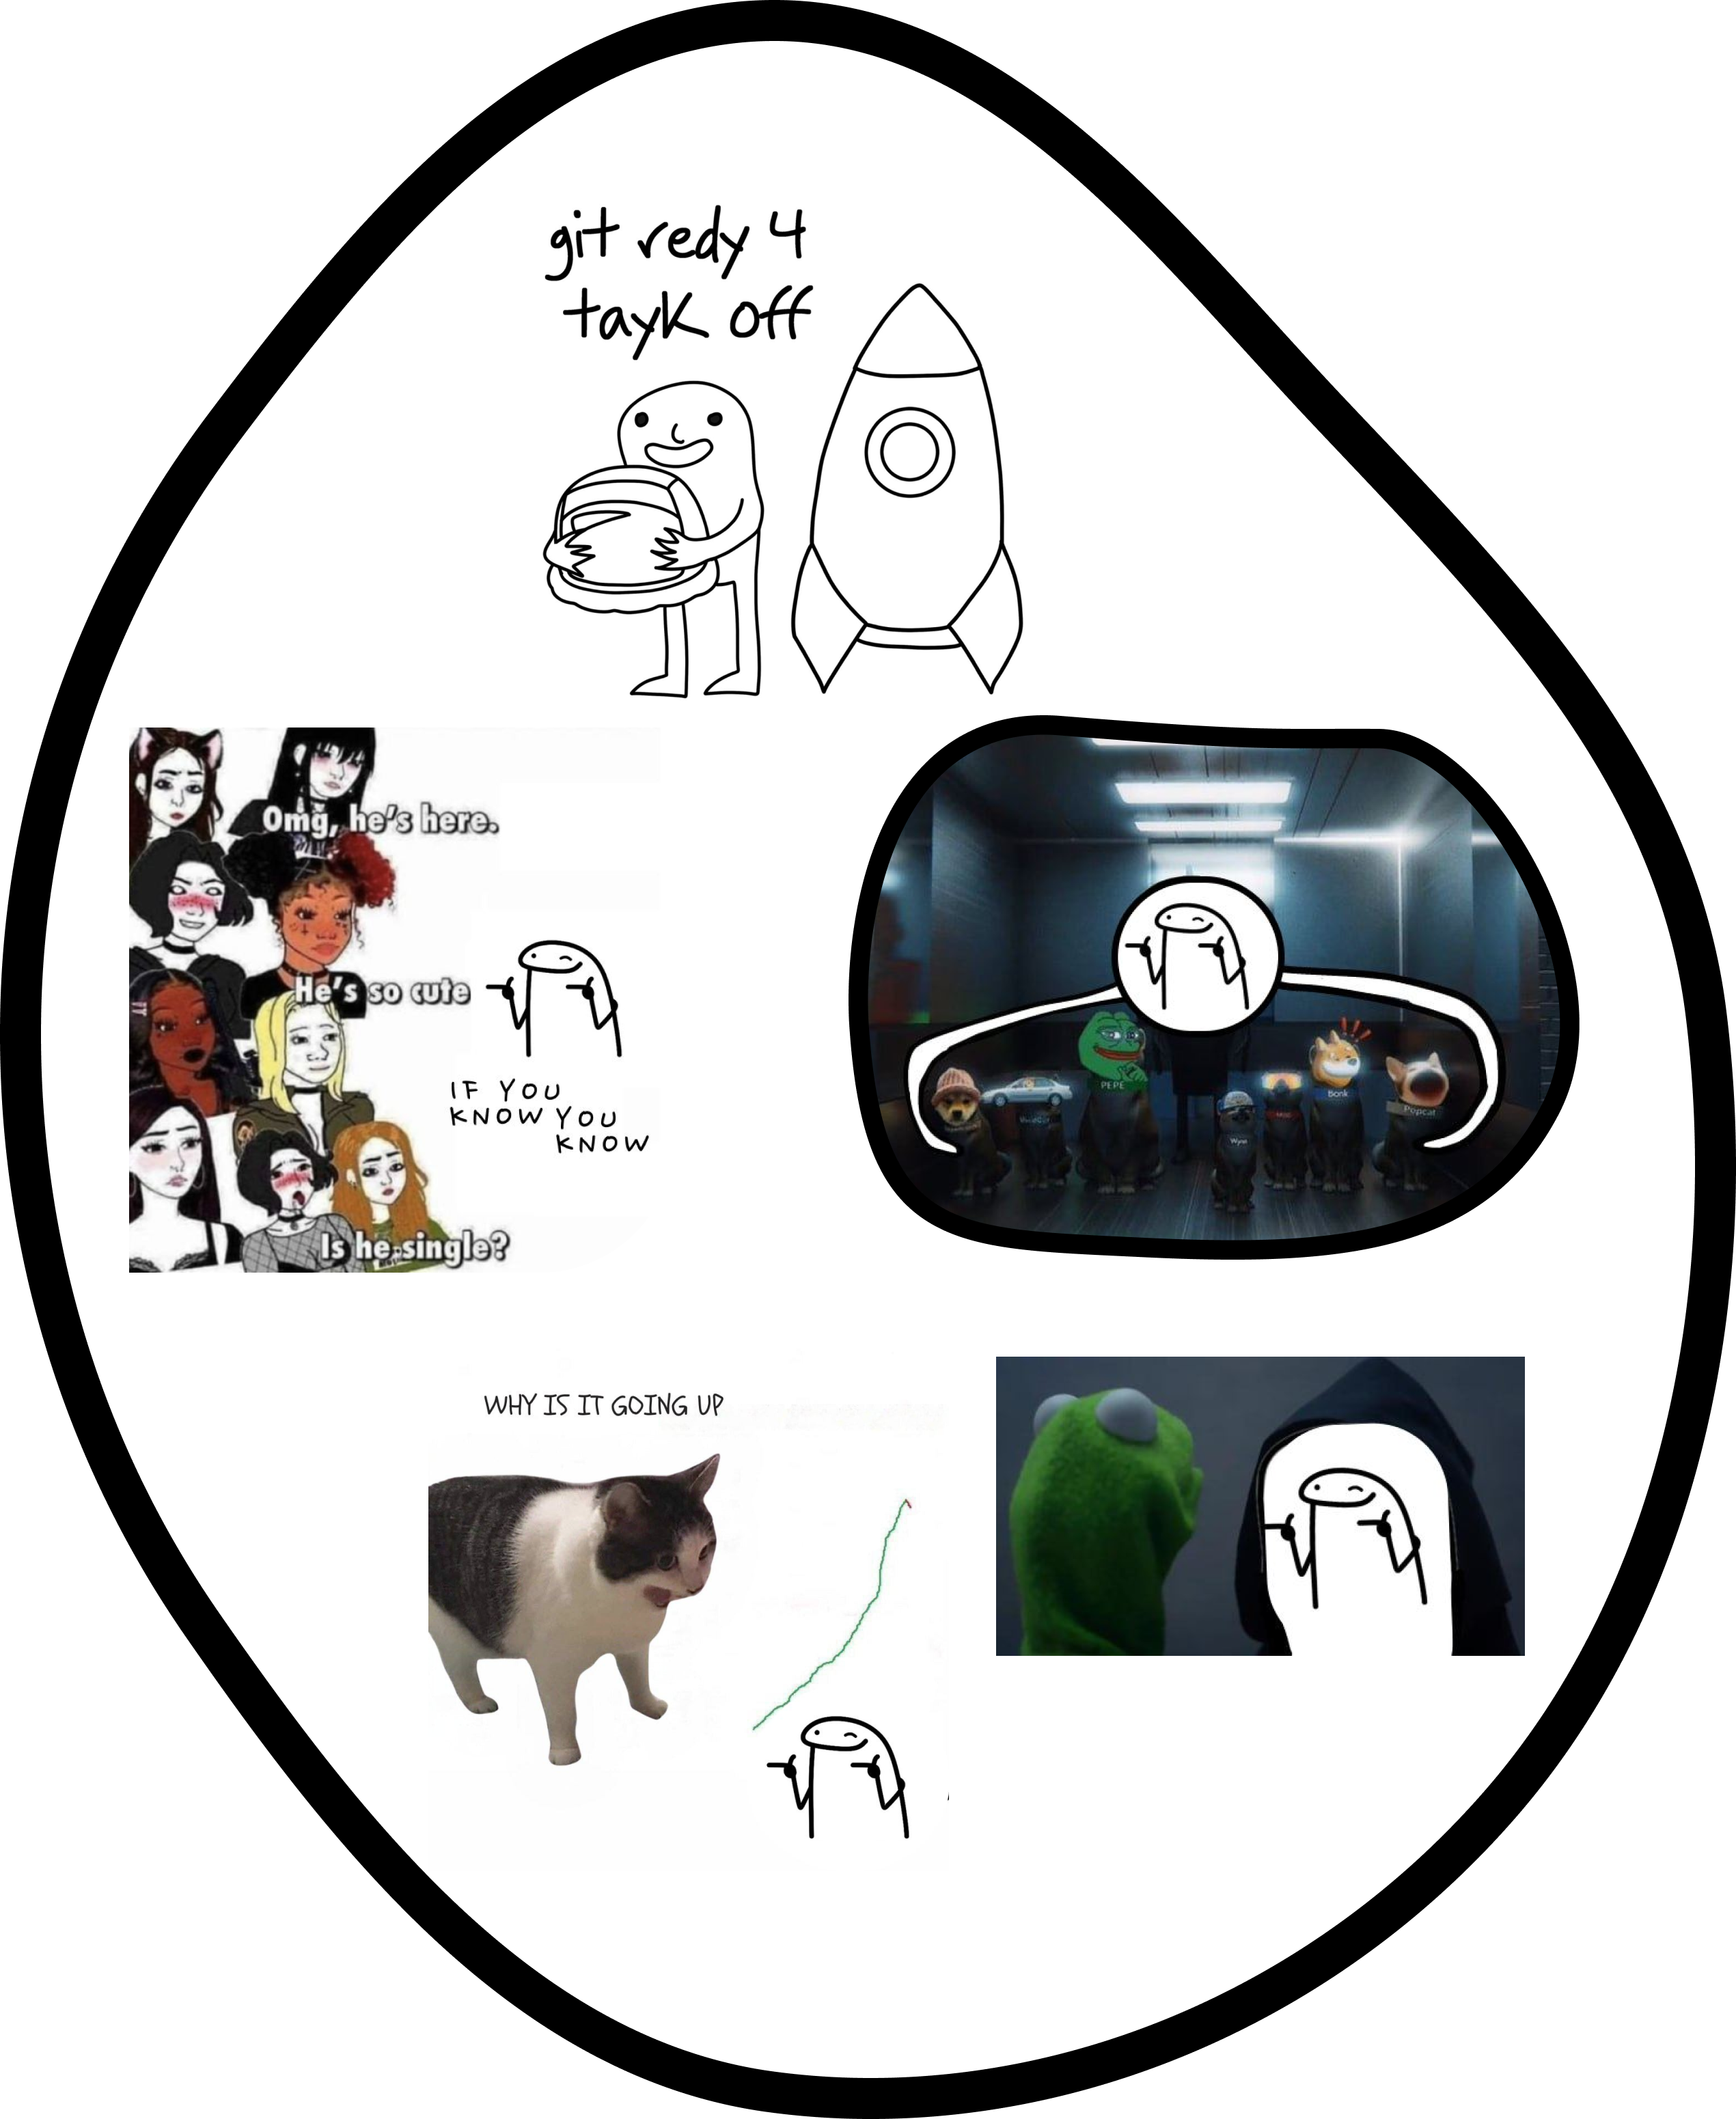 git redy 4
tayk off
Omg, he's here.
He's so cute
IF YOU
KNOW YOU
KNOW
Is he single?
PEPE
Bonk
Popcat
Wynn
WHY IS IT GOING UP